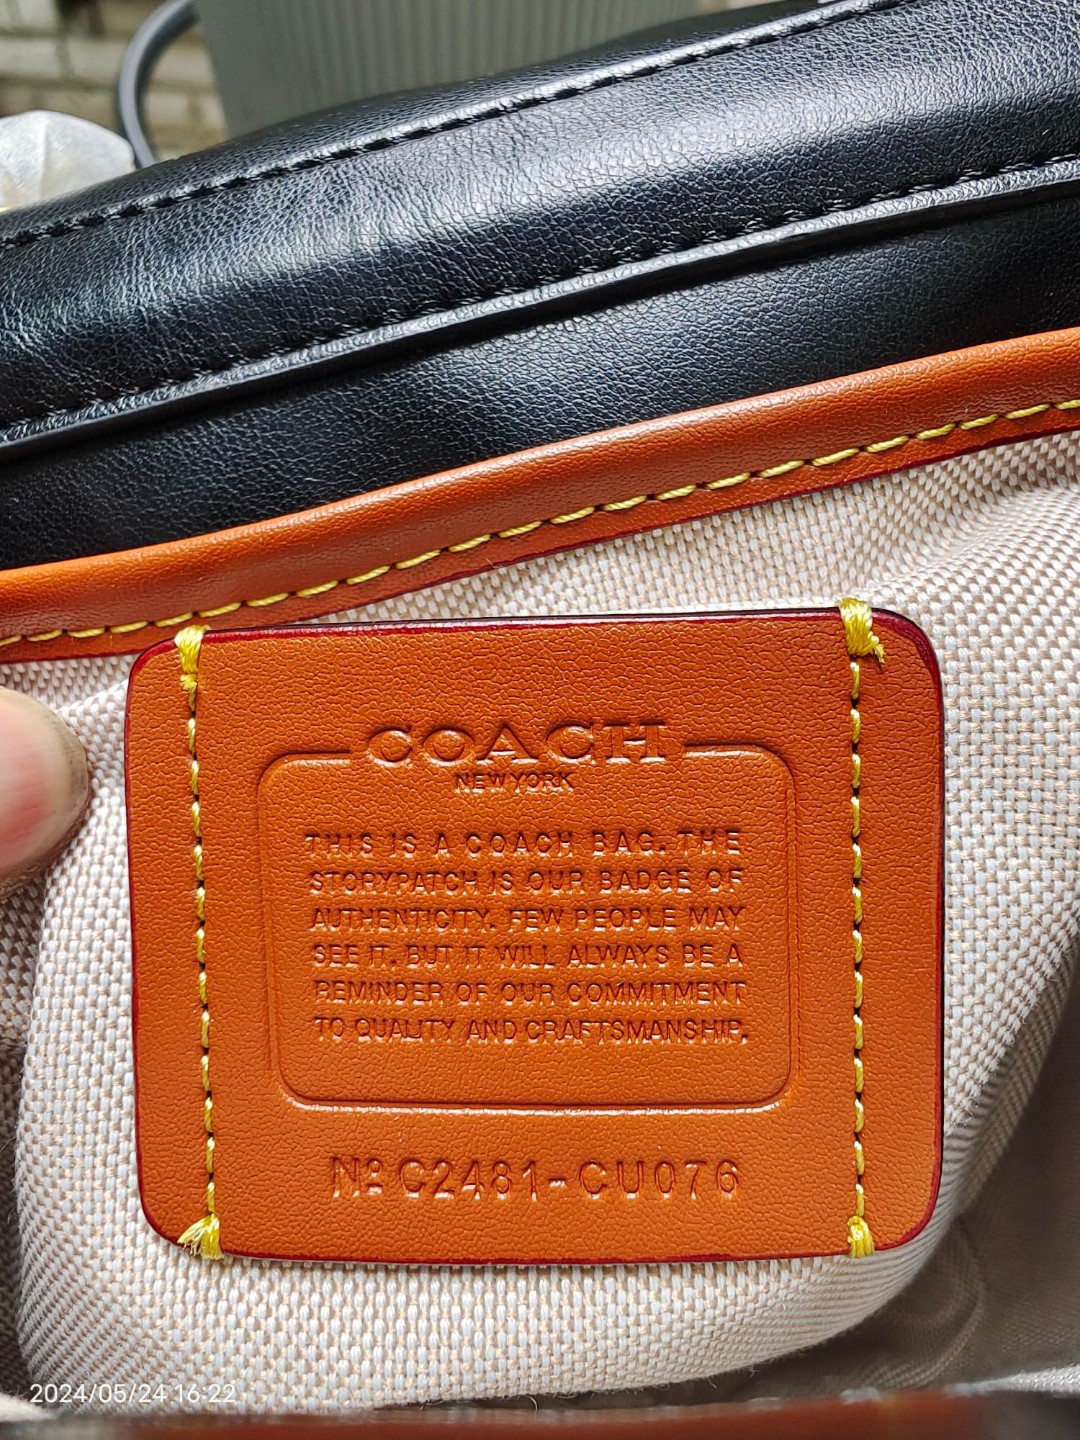 COACH
NEW YORK
THIS IS A COACH BAG. THE
STORYPATCH IS OUR BADGE OF
AUTHENTICITY. FEW PEOPLE MAY
SEE IT. BUT IT WILL ALWAYS BE A
REMINDER OF OUR COMMITMENT
TO QUALITY AND CRAFTSMANSHIP.
Nº C2481-CU076
2024/05/24 16:22